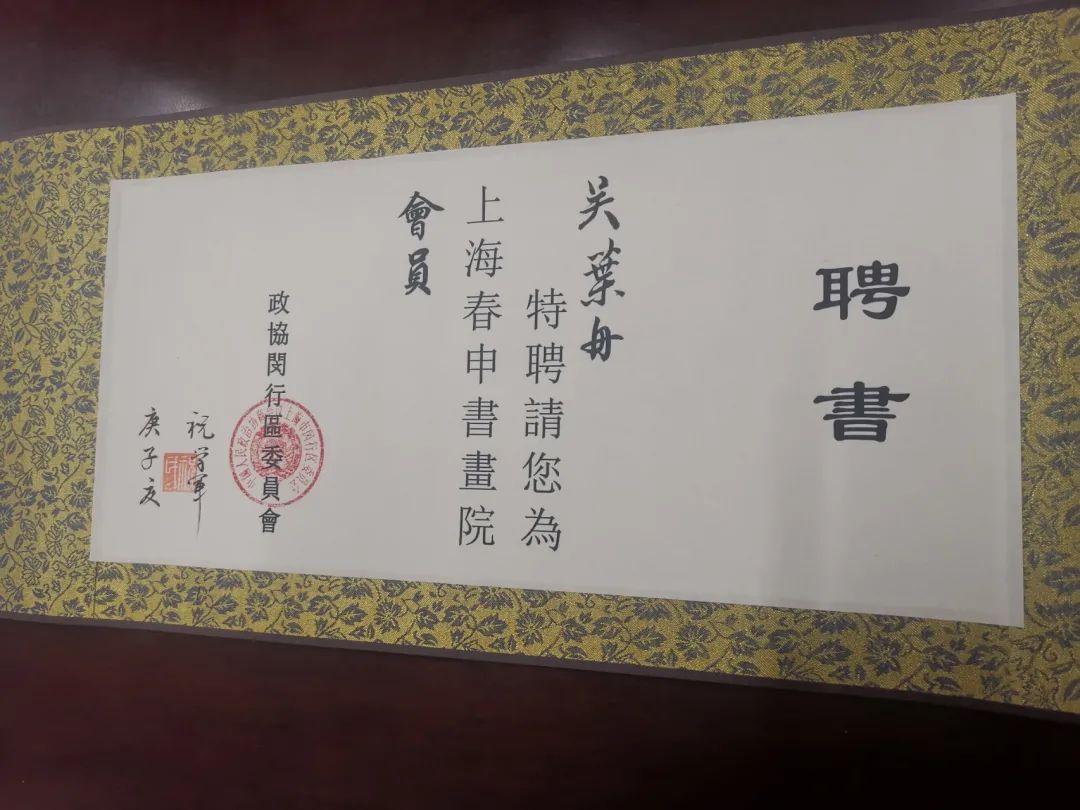 聘書
吴葉舟
特聘請您為
上海春申書畫院
會員
政協閔行區委員會
祝学軍
庚子夏